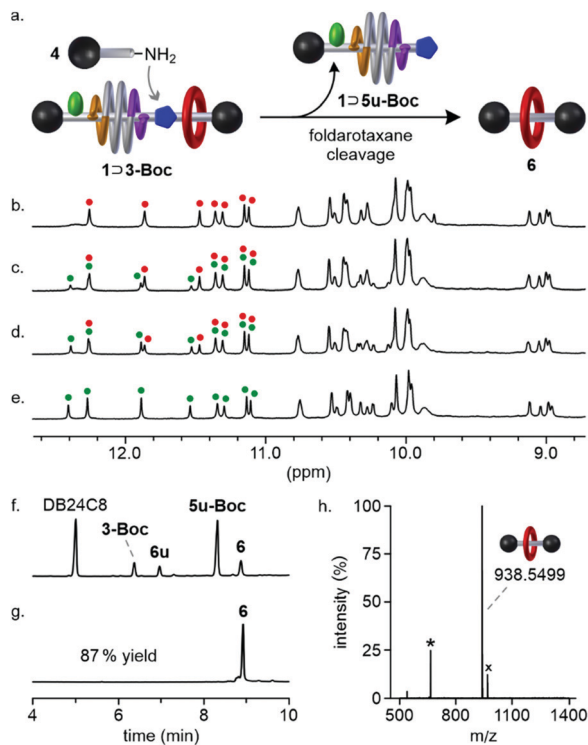 a.
4
NH₂
1⊃5u-Boc
foldarotaxane
cleavage
1⊃3-Boc
6
b.
c.
d.
e.
12.0 11.0 10.0 9.0
(ppm)
f.
DB24C8
3-Boc
6u
5u-Boc
6
g.
6
87 % yield
4 6 8 10
time (min)
h.
100
75
50
25
0
intensity (%)
938.5499
*
x
500 800 1100 1400
m/z